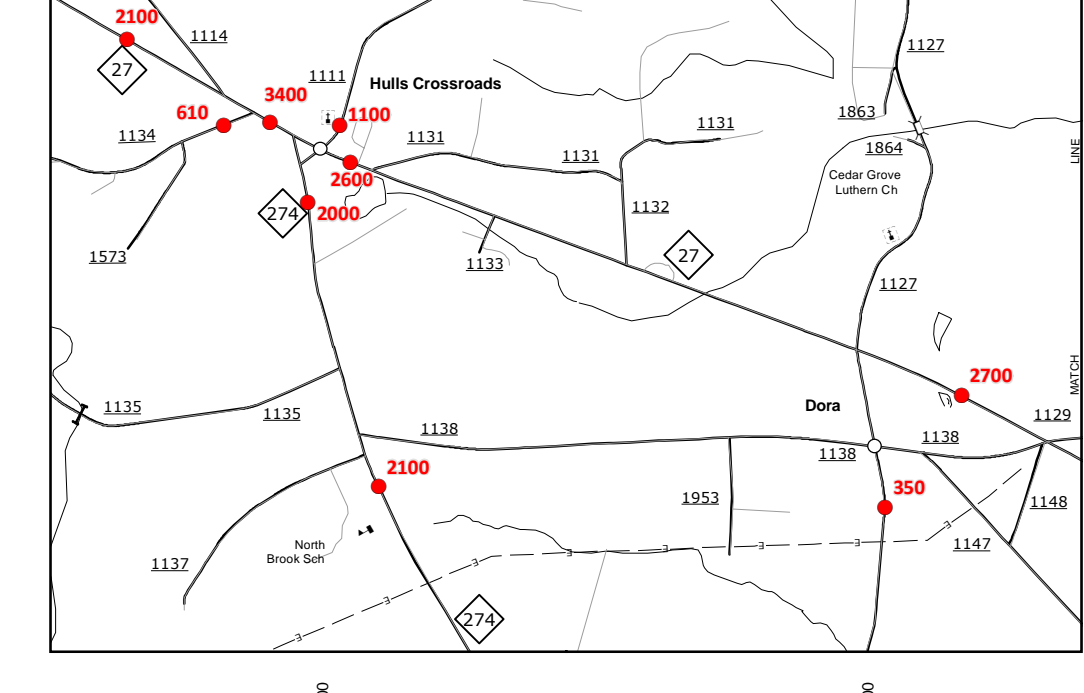 2100
1114
27
1127
1111
Hulls Crossroads
3400
610
1100
1863
1134
1131
1131
1131
1864
LINE
Cedar Grove
Luthern Ch
2600
274
2000
1132
1573
1133
27
1127
2700
MATCH
1135
1135
Dora
1129
1138
1138
1138
2100
350
1953
1148
North
Brook Sch
1137
E
E
E
E
E
E
E
1147
274